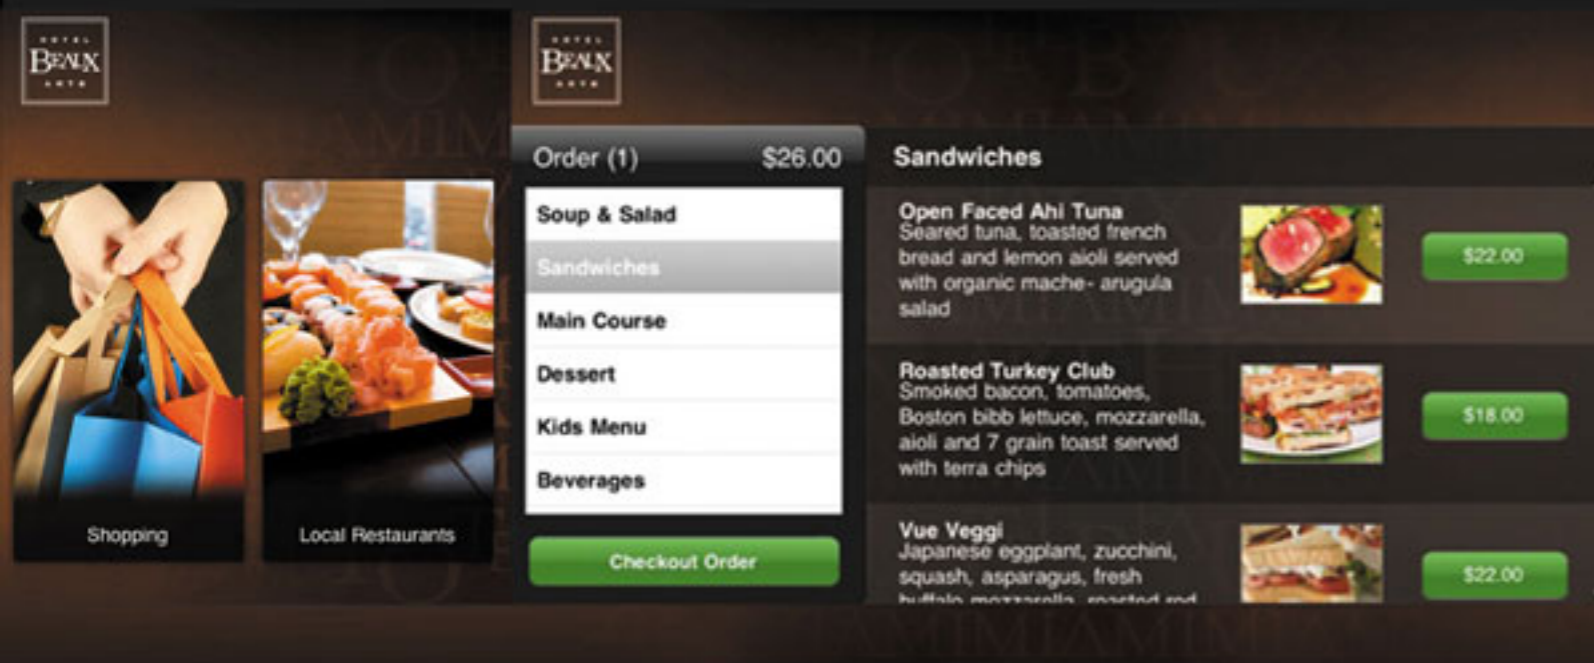 HOTEL
BEAUX
ARTS
Shopping
Local Restaurants
HOTEL
BEAUX
ARTS
Order (1) $26.00
Soup & Salad
Sandwiches
Main Course
Dessert
Kids Menu
Beverages
Checkout Order
Sandwiches
Open Faced Ahi Tuna
Seared tuna, toasted french
bread and lemon aioli served
with organic mache- arugula
salad
$22.00
Roasted Turkey Club
Smoked bacon, tomatoes,
Boston bibb lettuce, mozzarella,
aioli and 7 grain toast served
with terra chips
$18.00
Vue Veggi
Japanese eggplant, zucchini,
squash, asparagus, fresh
buffalo mozzarella, roasted red
$22.00